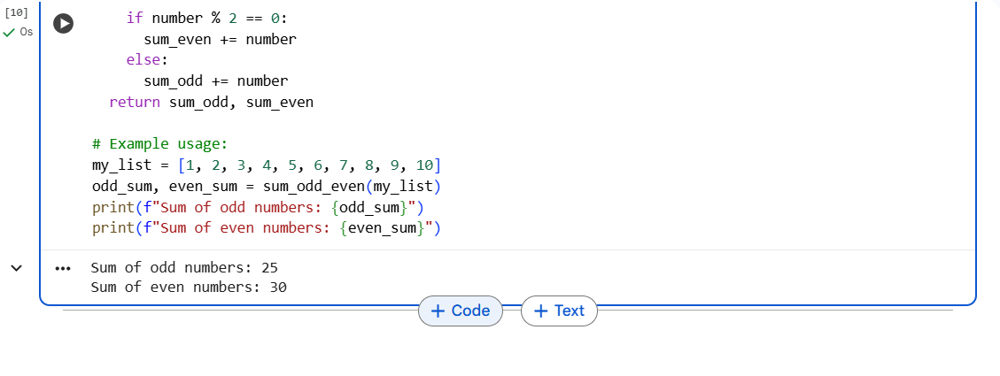 [10]
0s
    if number % 2 == 0:
      sum_even += number
    else:
      sum_odd += number
  return sum_odd, sum_even

# Example usage:
my_list = [1, 2, 3, 4, 5, 6, 7, 8, 9, 10]
odd_sum, even_sum = sum_odd_even(my_list)
print(f"Sum of odd numbers: {odd_sum}")
print(f"Sum of even numbers: {even_sum}")
Sum of odd numbers: 25
Sum of even numbers: 30
+ Code
+ Text